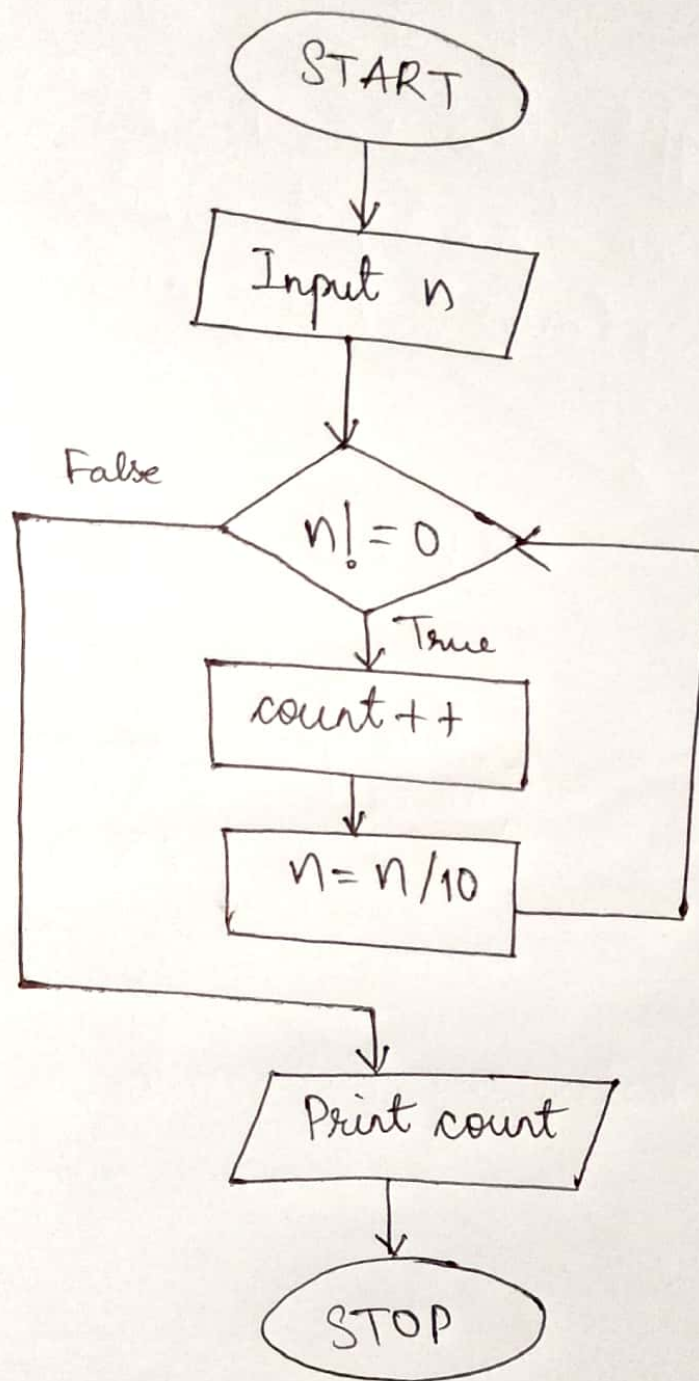 START
Input n
False
n! = 0
True
count++
n = n/10
Print count
STOP